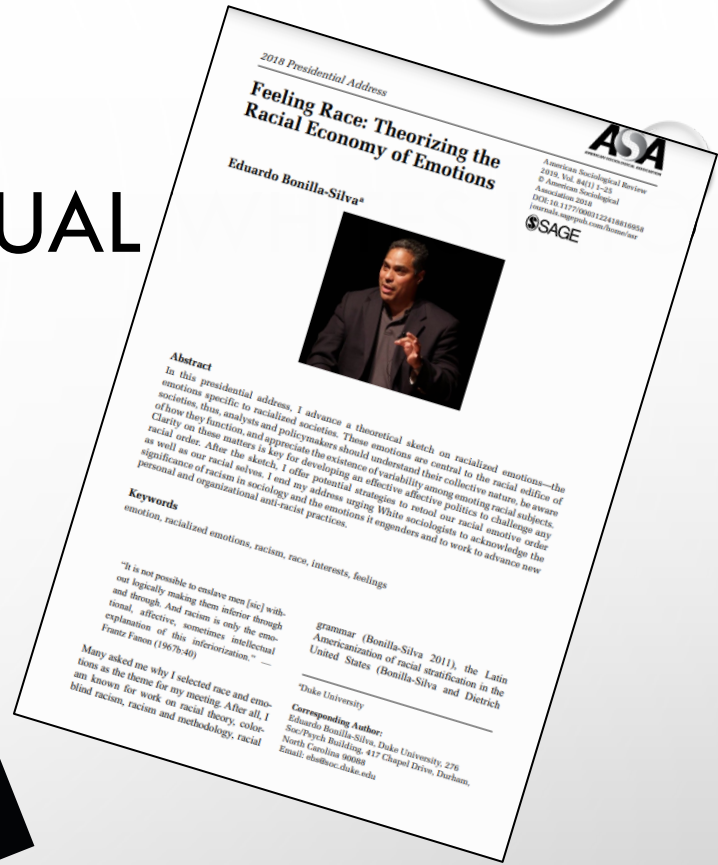 UAL
2018 Presidential Address
Feeling Race: Theorizing the
Racial Economy of Emotions
Eduardo Bonilla-Silvaᵃ
ASA
AMERICAN SOCIOLOGICAL ASSOCIATION
American Sociological Review
2019, Vol. 84(1) 1–25
© American Sociological
Association 2018
DOI: 10.1177/0003122418816958
journals.sagepub.com/home/asr
SAGE
Abstract
In this presidential address, I advance a theoretical sketch on racialized emotions—the
emotions specific to racialized societies. These emotions are central to the racial edifice of
societies, thus, analysts and policymakers should understand their collective nature, be aware
of how they function, and appreciate the existence of variability among emoting racial subjects.
Clarity on these matters is key for developing an effective affective politics to challenge any
racial order. After the sketch, I offer potential strategies to retool our racial emotive order
as well as our racial selves. I end my address urging White sociologists to acknowledge the
significance of racism in sociology and the emotions it engenders and to work to advance new
personal and organizational anti-racist practices.
Keywords
emotion, racialized emotions, racism, race, interests, feelings
"It is not possible to enslave men [sic] with-
out logically making them inferior through
and through. And racism is only the emo-
tional, affective, sometimes intellectual
explanation of this inferiorization." —
Frantz Fanon (1967b:40)
Many asked me why I selected race and emo-
tions as the theme for my meeting. After all, I
am known for work on racial theory, color-
blind racism, racism and methodology, racial
grammar (Bonilla-Silva 2011), the Latin
Americanization of racial stratification in the
United States (Bonilla-Silva and Dietrich
ᵃDuke University
Corresponding Author:
Eduardo Bonilla-Silva, Duke University, 276
Soc/Psych Building, 417 Chapel Drive, Durham,
North Carolina 90088
Email: ebs@soc.duke.edu